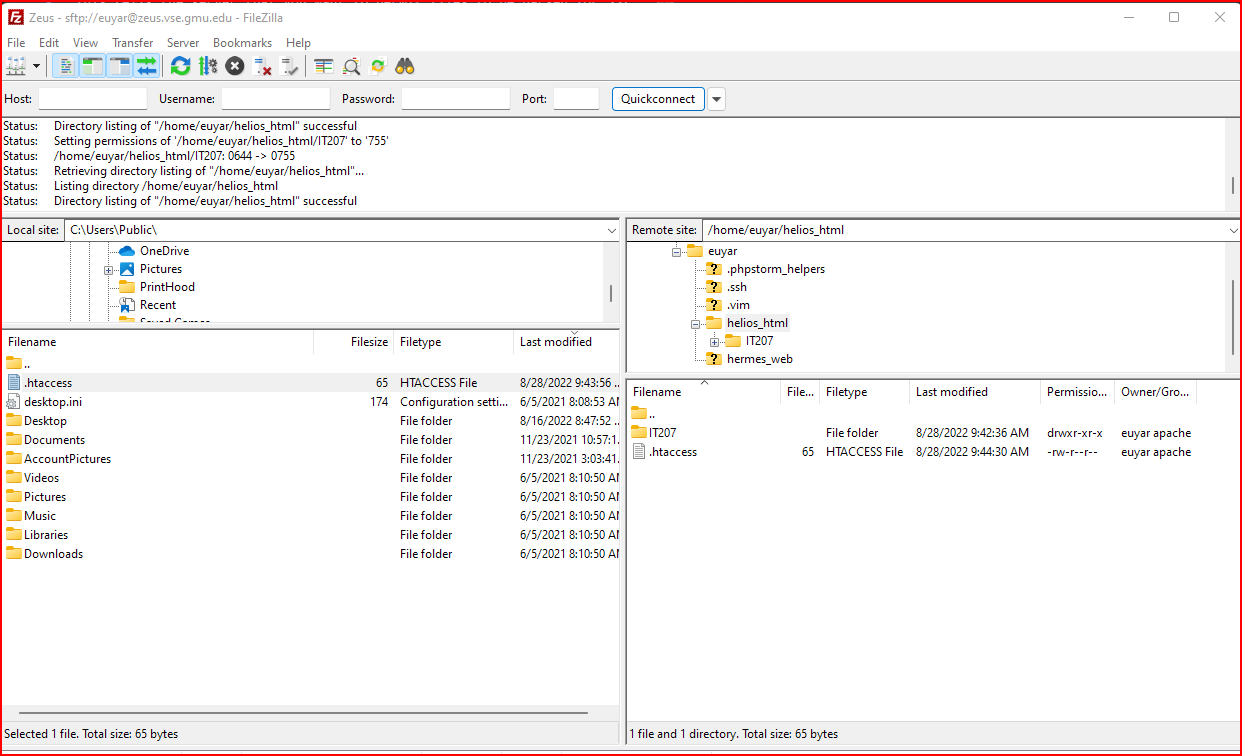 Zeus - sftp://euyar@zeus.vse.gmu.edu - FileZilla
File Edit View Transfer Server Bookmarks Help
Host: Username: Password: Port: Quickconnect
Status: Directory listing of "/home/euyar/helios_html" successful
Status: Setting permissions of '/home/euyar/helios_html/IT207' to '755'
Status: /home/euyar/helios_html/IT207: 0644 -> 0755
Status: Retrieving directory listing of "/home/euyar/helios_html"...
Status: Listing directory /home/euyar/helios_html
Status: Directory listing of "/home/euyar/helios_html" successful
Local site: C:\Users\Public\
OneDrive
Pictures
PrintHood
Recent
Saved Games
Filename Filesize Filetype Last modified
..
.htaccess 65 HTACCESS File 8/28/2022 9:43:56 ..
desktop.ini 174 Configuration setti... 6/5/2021 8:08:53 AM
Desktop File folder 8/16/2022 8:47:52 ..
Documents File folder 11/23/2021 10:57:1.
AccountPictures File folder 11/23/2021 3:03:41.
Videos File folder 6/5/2021 8:10:50 AM
Pictures File folder 6/5/2021 8:10:50 AM
Music File folder 6/5/2021 8:10:50 AM
Libraries File folder 6/5/2021 8:10:50 AM
Downloads File folder 6/5/2021 8:10:50 AM
Selected 1 file. Total size: 65 bytes
Remote site: /home/euyar/helios_html
euyar
.phpstorm_helpers
.ssh
.vim
helios_html
IT207
hermes_web
Filename File... Filetype Last modified Permissio... Owner/Gro...
..
IT207 File folder 8/28/2022 9:42:36 AM drwxr-xr-x euyar apache
.htaccess 65 HTACCESS File 8/28/2022 9:44:30 AM -rw-r--r-- euyar apache
1 file and 1 directory. Total size: 65 bytes